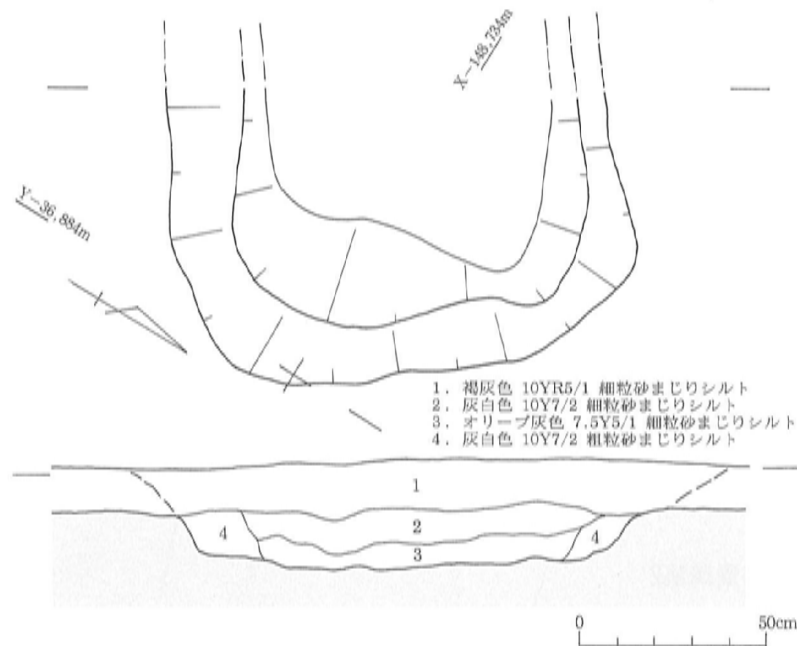 X-148,734m
Y-36,884m
1. 褐灰色 10YR5/1 細粒砂まじりシルト
2. 灰白色 10Y7/2 細粒砂まじりシルト
3. オリーブ灰色 7.5Y5/1 細粒砂まじりシルト
4. 灰白色 10Y7/2 粗粒砂まじりシルト
1
2
4
4
3
0
50cm